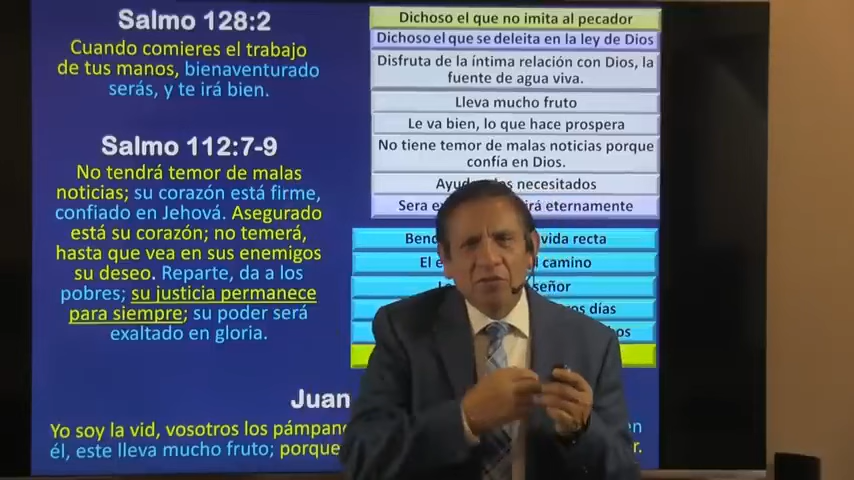 Salmo 128:2
Cuando comieres el trabajo
de tus manos, bienaventurado
serás, y te irá bien.
Salmo 112:7-9
No tendrá temor de malas
noticias; su corazón está firme,
confiado en Jehová. Asegurado
está su corazón; no temerá,
hasta que vea en sus enemigos
su deseo. Reparte, da a los
pobres; su justicia permanece
para siempre; su poder será
exaltado en gloria.
Dichoso el que no imita al pecador
Dichoso el que se deleita en la ley de Dios
Disfruta de la íntima relación con Dios, la
fuente de agua viva.
Lleva mucho fruto
Le va bien, lo que hace prospera
No tiene temor de malas noticias porque
confía en Dios.
necesitados
Sera eternamente
vida recta
El camino
señor
días
Juan
Yo soy la vid, vosotros los
él, este lleva mucho fruto; porque